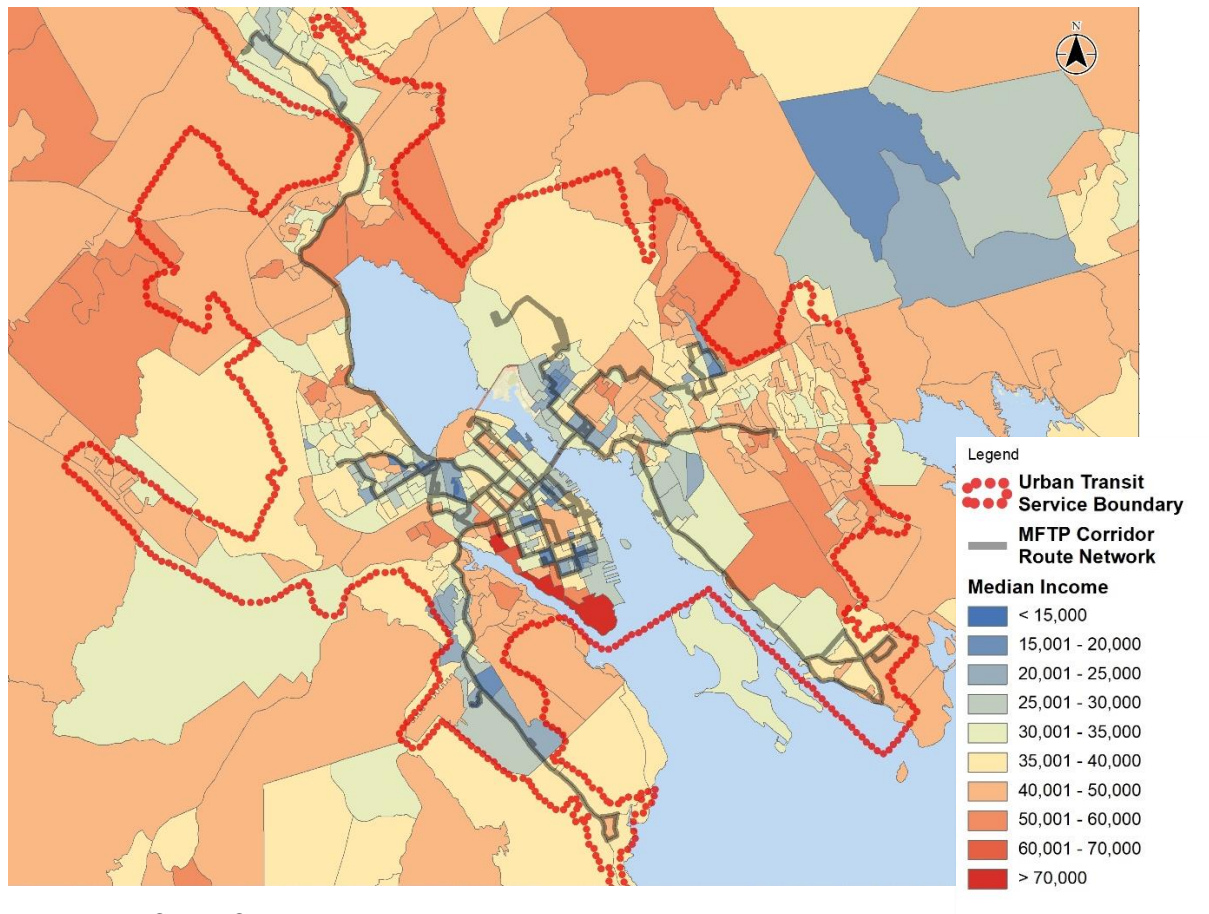 N
Legend
Urban Transit
Service Boundary
MFTP Corridor
Route Network
Median Income
< 15,000
15,001 - 20,000
20,001 - 25,000
25,001 - 30,000
30,001 - 35,000
35,001 - 40,000
40,001 - 50,000
50,001 - 60,000
60,001 - 70,000
> 70,000